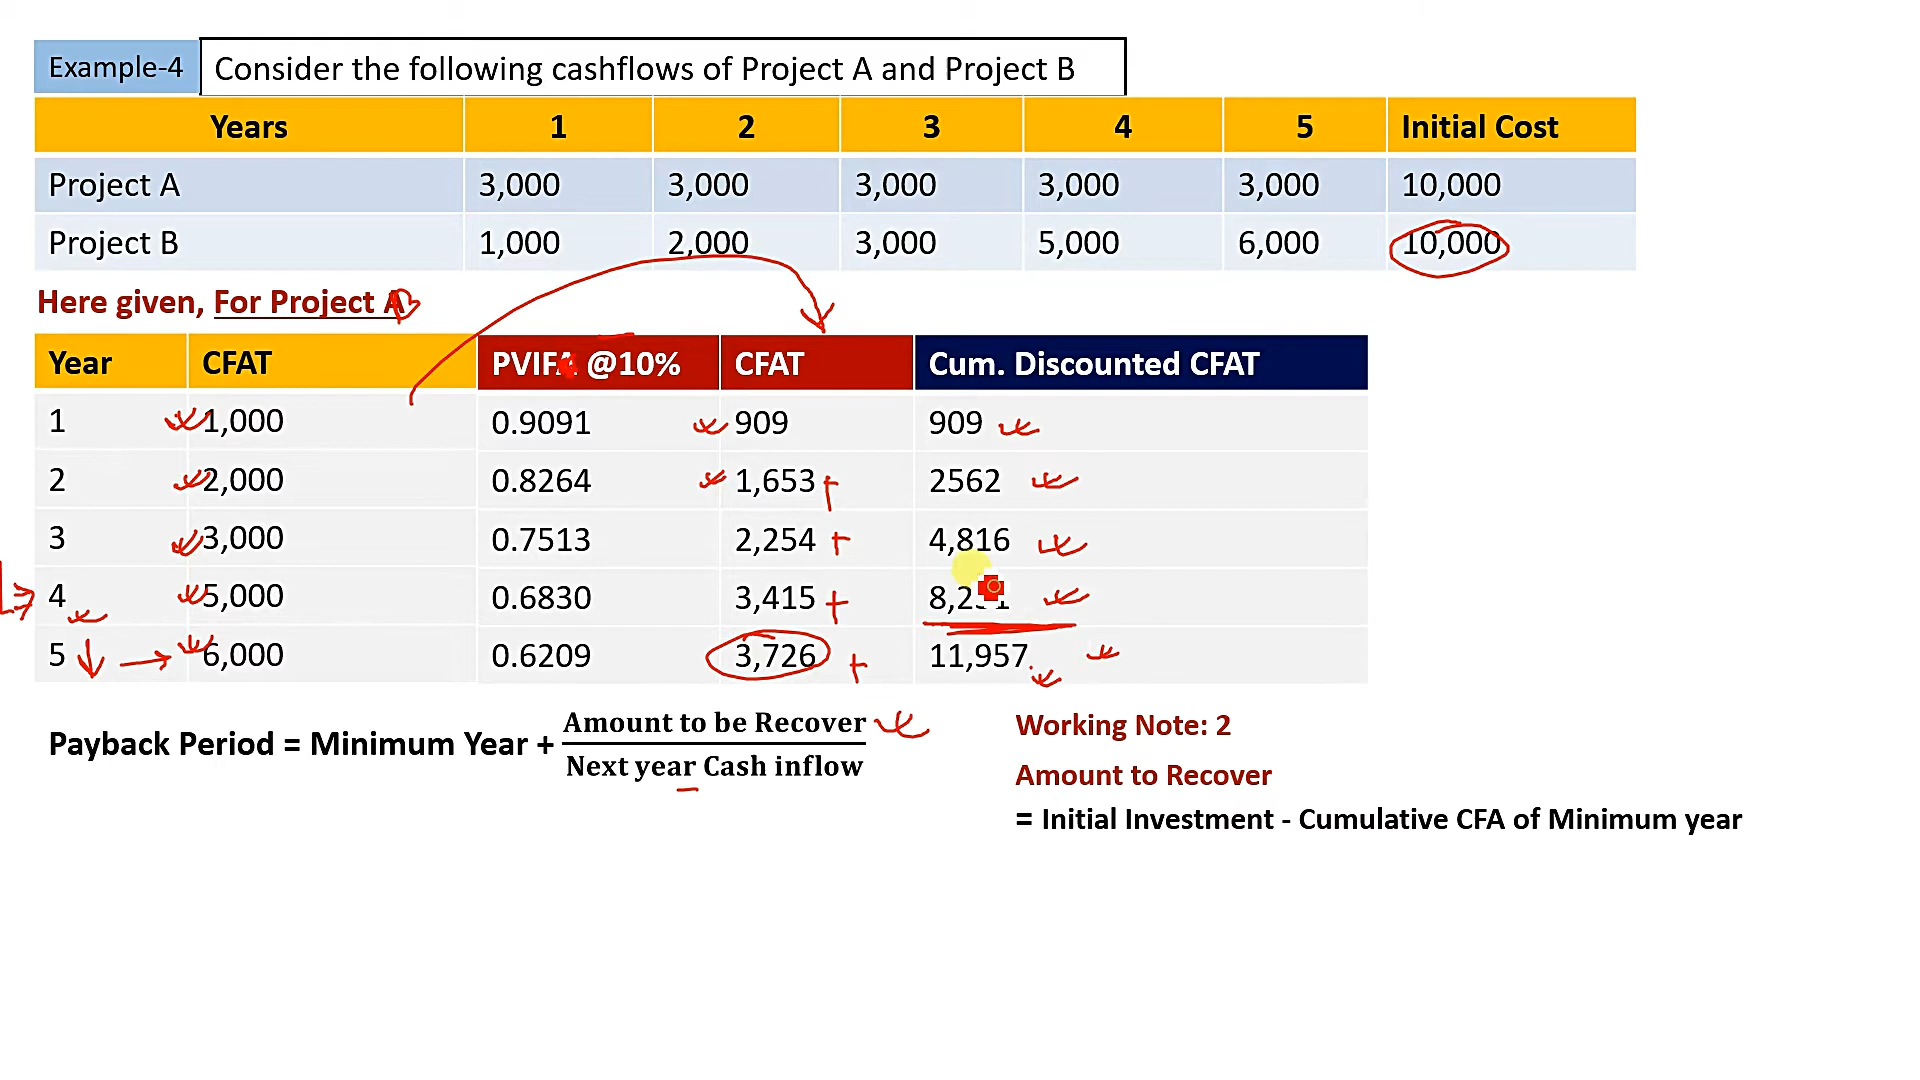 Example-4 Consider the following cashflows of Project A and Project B
Years 1 2 3 4 5 Initial Cost
Project A 3,000 3,000 3,000 3,000 3,000 10,000
Project B 1,000 2,000 3,000 5,000 6,000 10,000
Here given, For Project A B
Year CFAT PVIFA @10% CFAT Cum. Discounted CFAT
1 1,000 0.9091 909 909
2 2,000 0.8264 1,653 2562
3 3,000 0.7513 2,254 4,816
4 5,000 0.6830 3,415
5 6,000 0.6209 3,726 11,957
Payback Period = Minimum Year + Amount to be Recover
Next year Cash inflow
Working Note: 2
Amount to Recover
= Initial Investment - Cumulative CFA of Minimum year